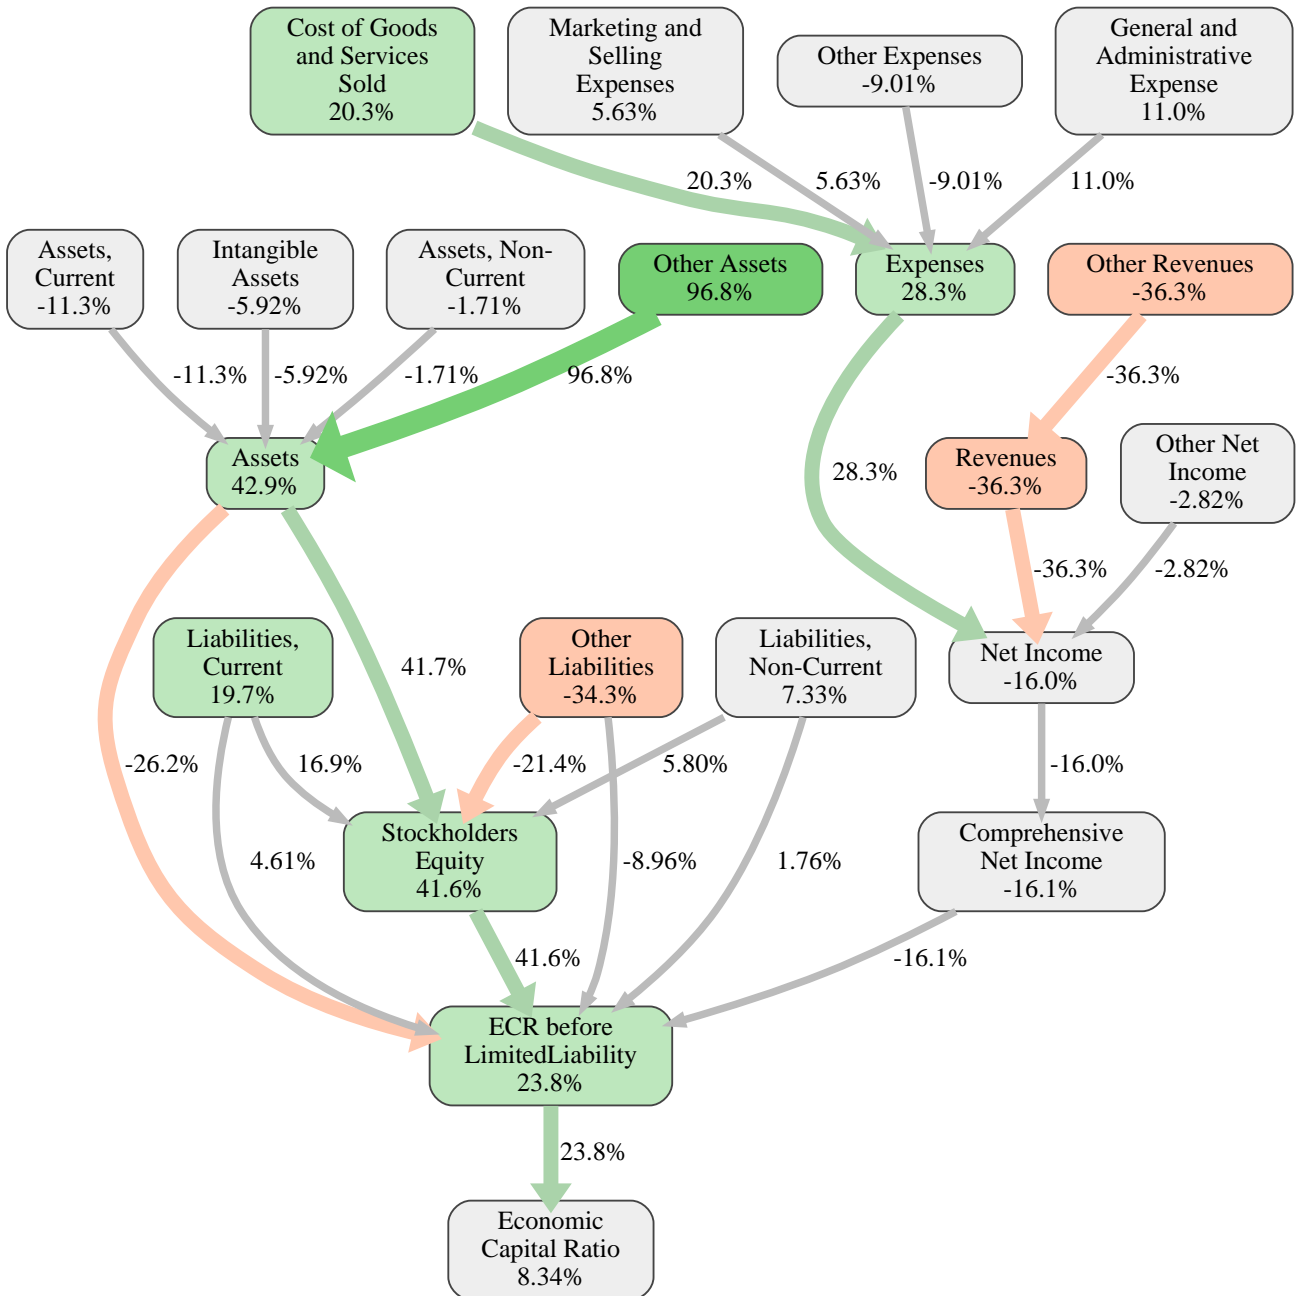 Cost of Goods
and Services
Sold
20.3%
Marketing and
Selling
Expenses
5.63%
Other Expenses
-9.01%
General and
Administrative
Expense
11.0%
20.3%
5.63%
-9.01%
11.0%
Assets,
Current
-11.3%
Intangible
Assets
-5.92%
Assets, Non-
Current
-1.71%
Other Assets
96.8%
Expenses
28.3%
Other Revenues
-36.3%
-11.3%
-5.92%
-1.71%
96.8%
-36.3%
Assets
42.9%
28.3%
Revenues
-36.3%
Other Net
Income
-2.82%
-36.3%
-2.82%
Liabilities,
Current
19.7%
41.7%
Other
Liabilities
-34.3%
Liabilities,
Non-Current
7.33%
Net Income
-16.0%
-26.2%
16.9%
-21.4%
5.80%
-16.0%
4.61%
Stockholders
Equity
41.6%
-8.96%
1.76%
Comprehensive
Net Income
-16.1%
41.6%
-16.1%
ECR before
LimitedLiability
23.8%
23.8%
Economic
Capital Ratio
8.34%